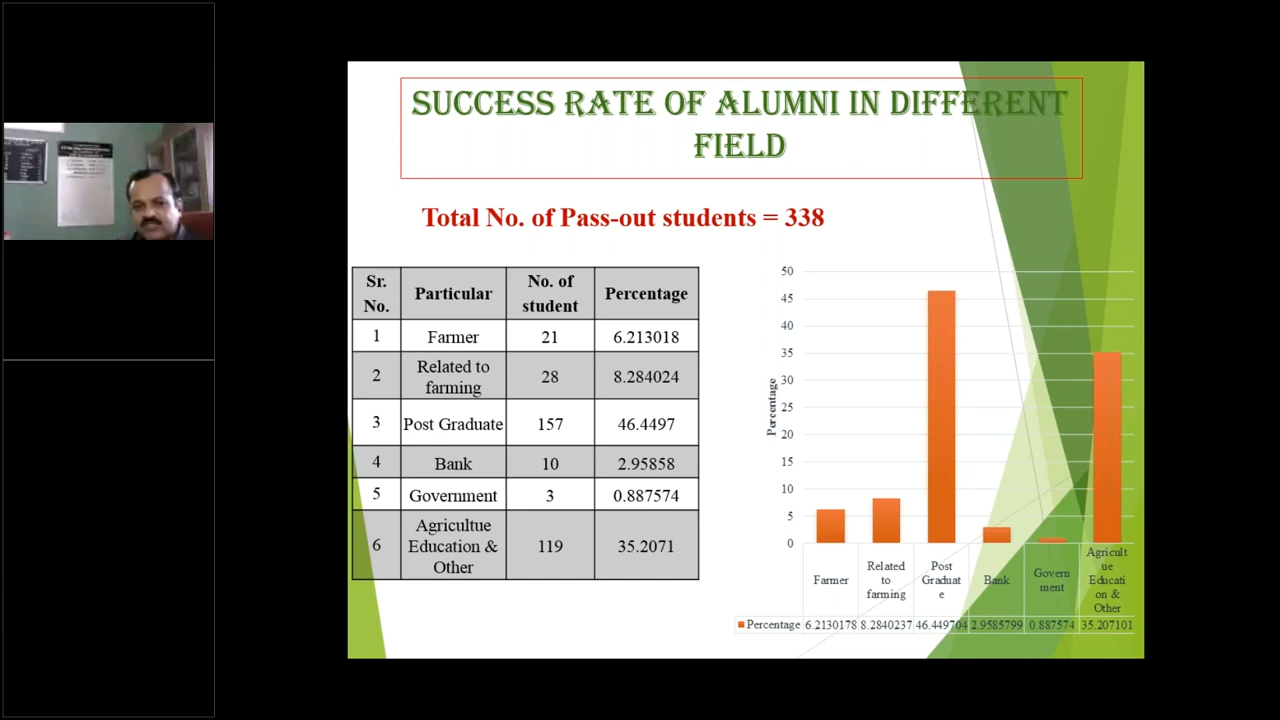 SUCCESS RATE OF ALUMNI IN DIFFERENT
FIELD
Total No. of Pass-out students = 338
Sr. No. Particular No. of student Percentage
1 Farmer 21 6.213018
2 Related to farming 28 8.284024
3 Post Graduate 157 46.4497
4 Bank 10 2.95858
5 Government 3 0.887574
6 Agricultue Education & Other 119 35.2071
50
45
40
35
30
25
20
15
10
5
0
Percentage
Farmer Related to farming Post Graduate Bank Government Agricultue Education & Other
Percentage 6.2130178 8.2840237 46.449704 2.9585799 0.887574 35.207101